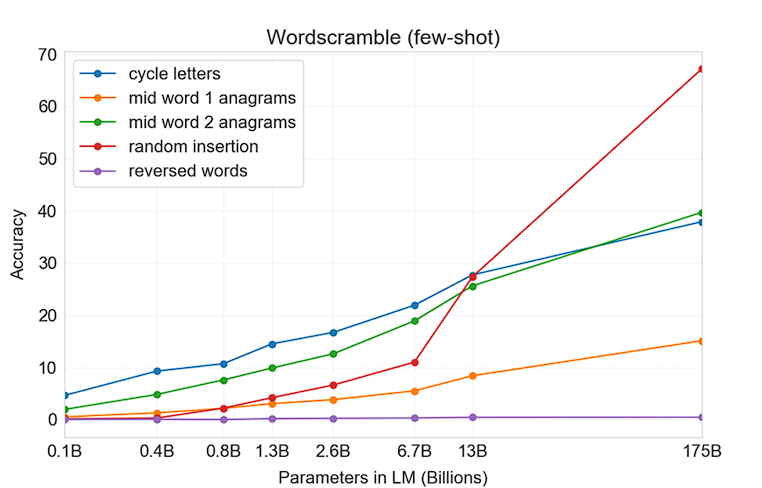 Wordscramble (few-shot)
cycle letters
mid word 1 anagrams
mid word 2 anagrams
random insertion
reversed words
Accuracy
70
60
50
40
30
20
10
0
0.1B 0.4B 0.8B 1.3B 2.6B 6.7B 13B 175B
Parameters in LM (Billions)